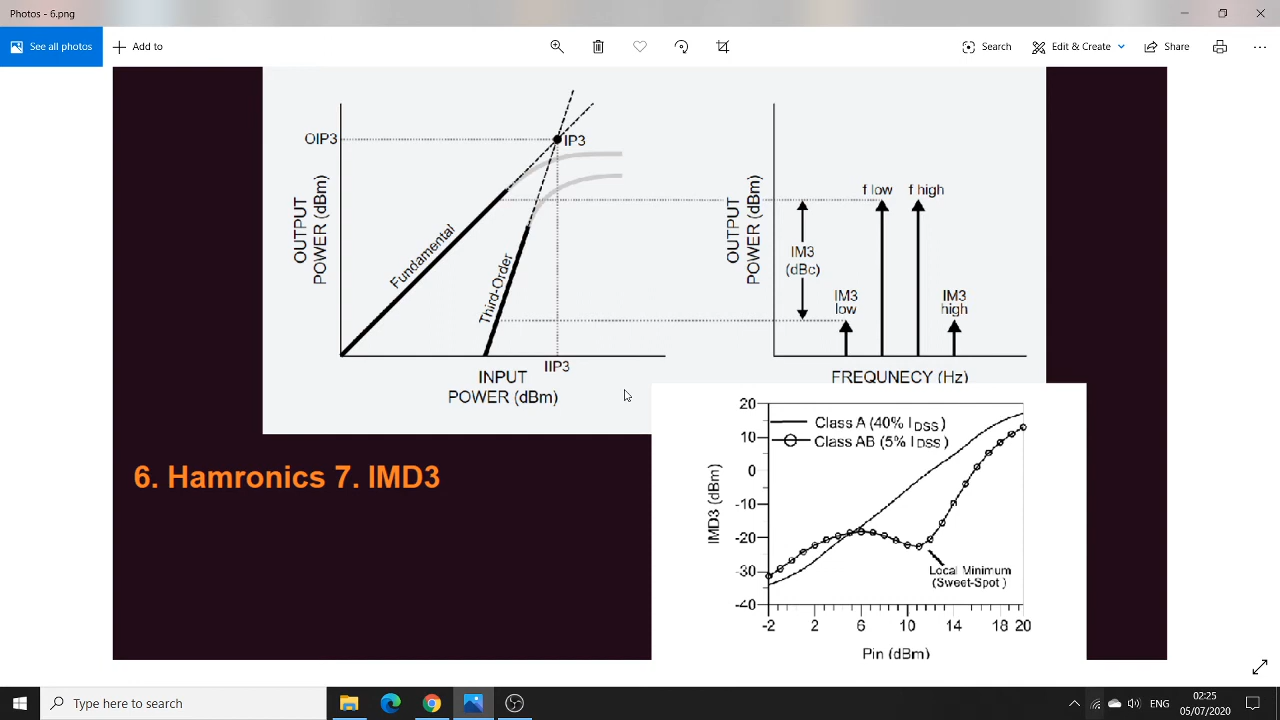 Photos - 6.png
See all photos
Add to
Search
Edit & Create
Share
OIP3
IP3
OUTPUT
POWER (dBm)
Fundamental
Third-Order
IIP3
INPUT
POWER (dBm)
OUTPUT
POWER (dBm)
f low
f high
IM3
(dBc)
IM3
low
IM3
high
FREQUNECY (Hz)
6. Hamronics 7. IMD3
20
10
0
-10
-20
-30
-40
IMD3 (dBm)
Class A (40% IDSS)
Class AB (5% IDSS)
Local Minimum
(Sweet-Spot )
-2 2 6 10 14 18 20
Pin (dBm)
Type here to search
ENG
02:25
05/07/2020